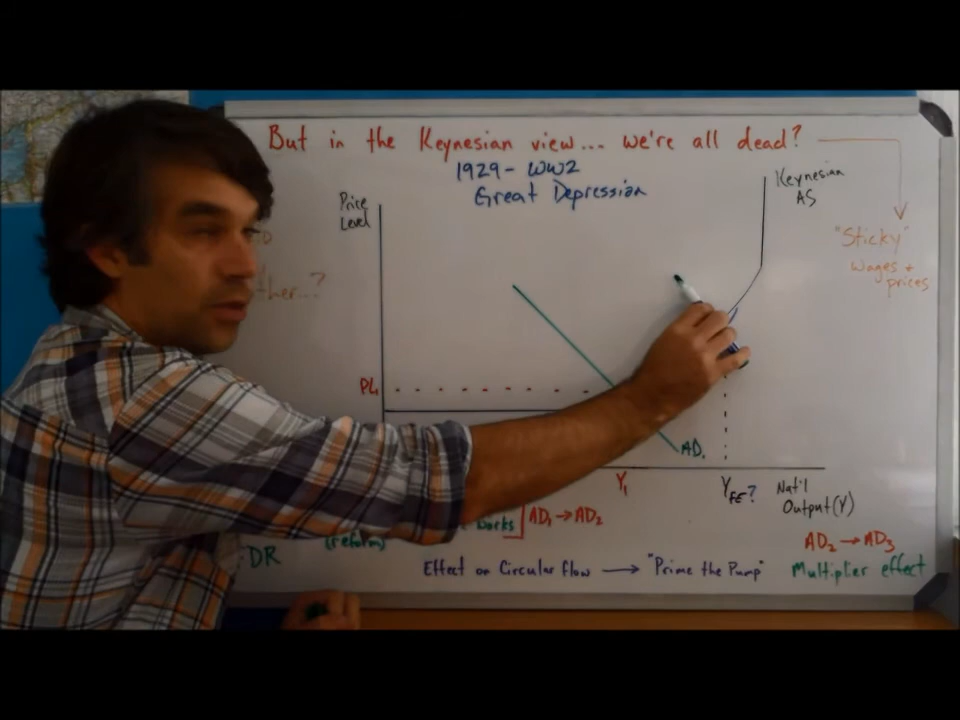 But in the Keynesian view... we're all dead?
1929 - WW2
Great Depression
Price
Level
Keynesian
AS
"Sticky"
wages +
prices
ther...?
PL1
AD1
Y1
YFE?
Nat'l
Output (Y)
works
AD1 → AD2
(reform)
DR
AD2 → AD3
Effect on Circular flow → "Prime the Pump"
Multiplier effect